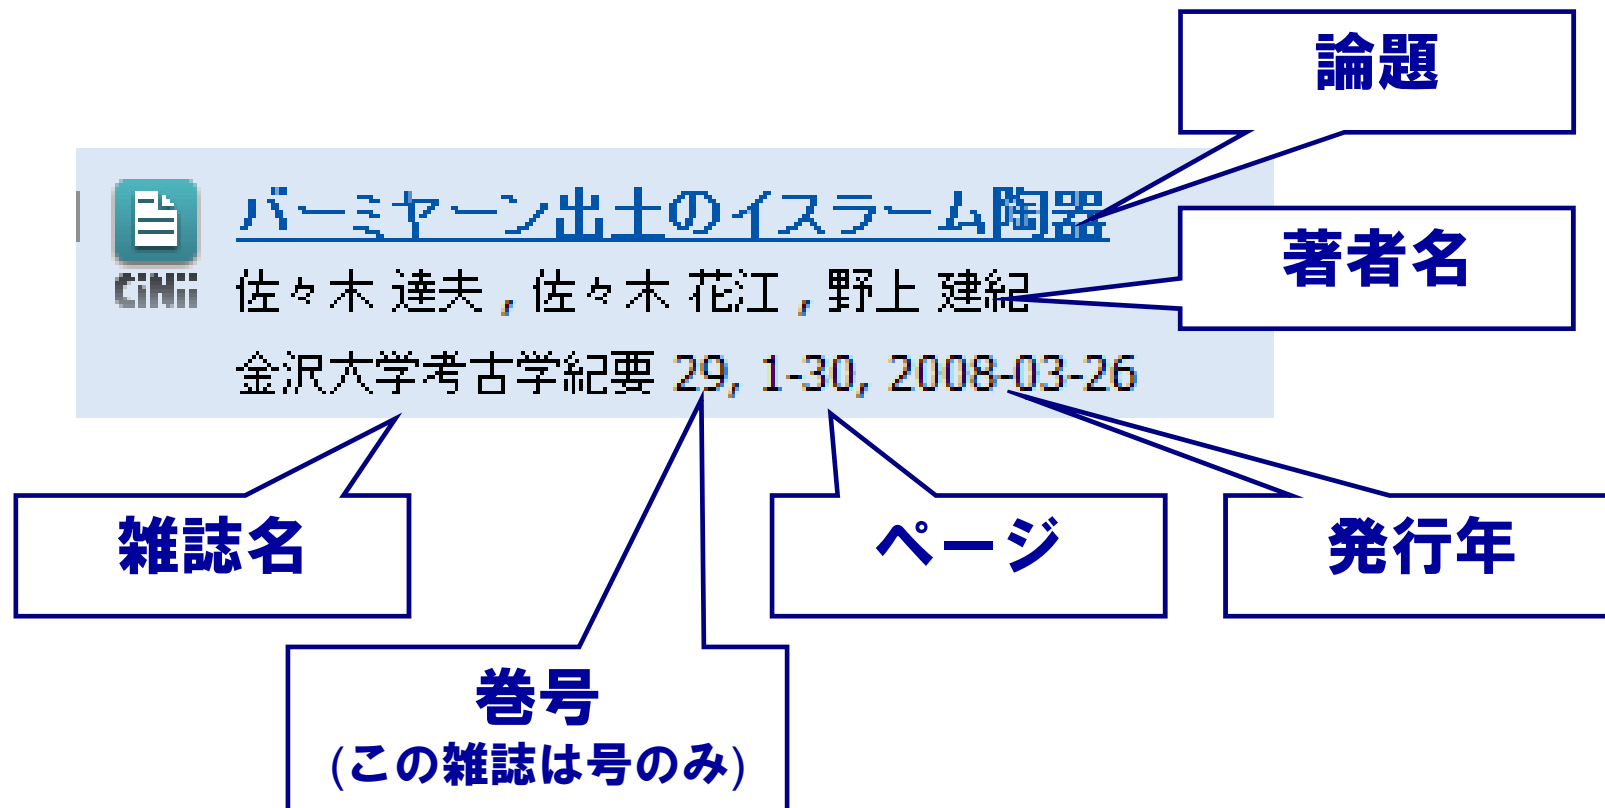 論題
バーミヤーン出土のイスラーム陶器
著者名
CiNii
佐々木 達夫 , 佐々木 花江 , 野上 建紀
金沢大学考古学紀要 29, 1-30, 2008-03-26
雑誌名
ページ
発行年
巻号
(この雑誌は号のみ)